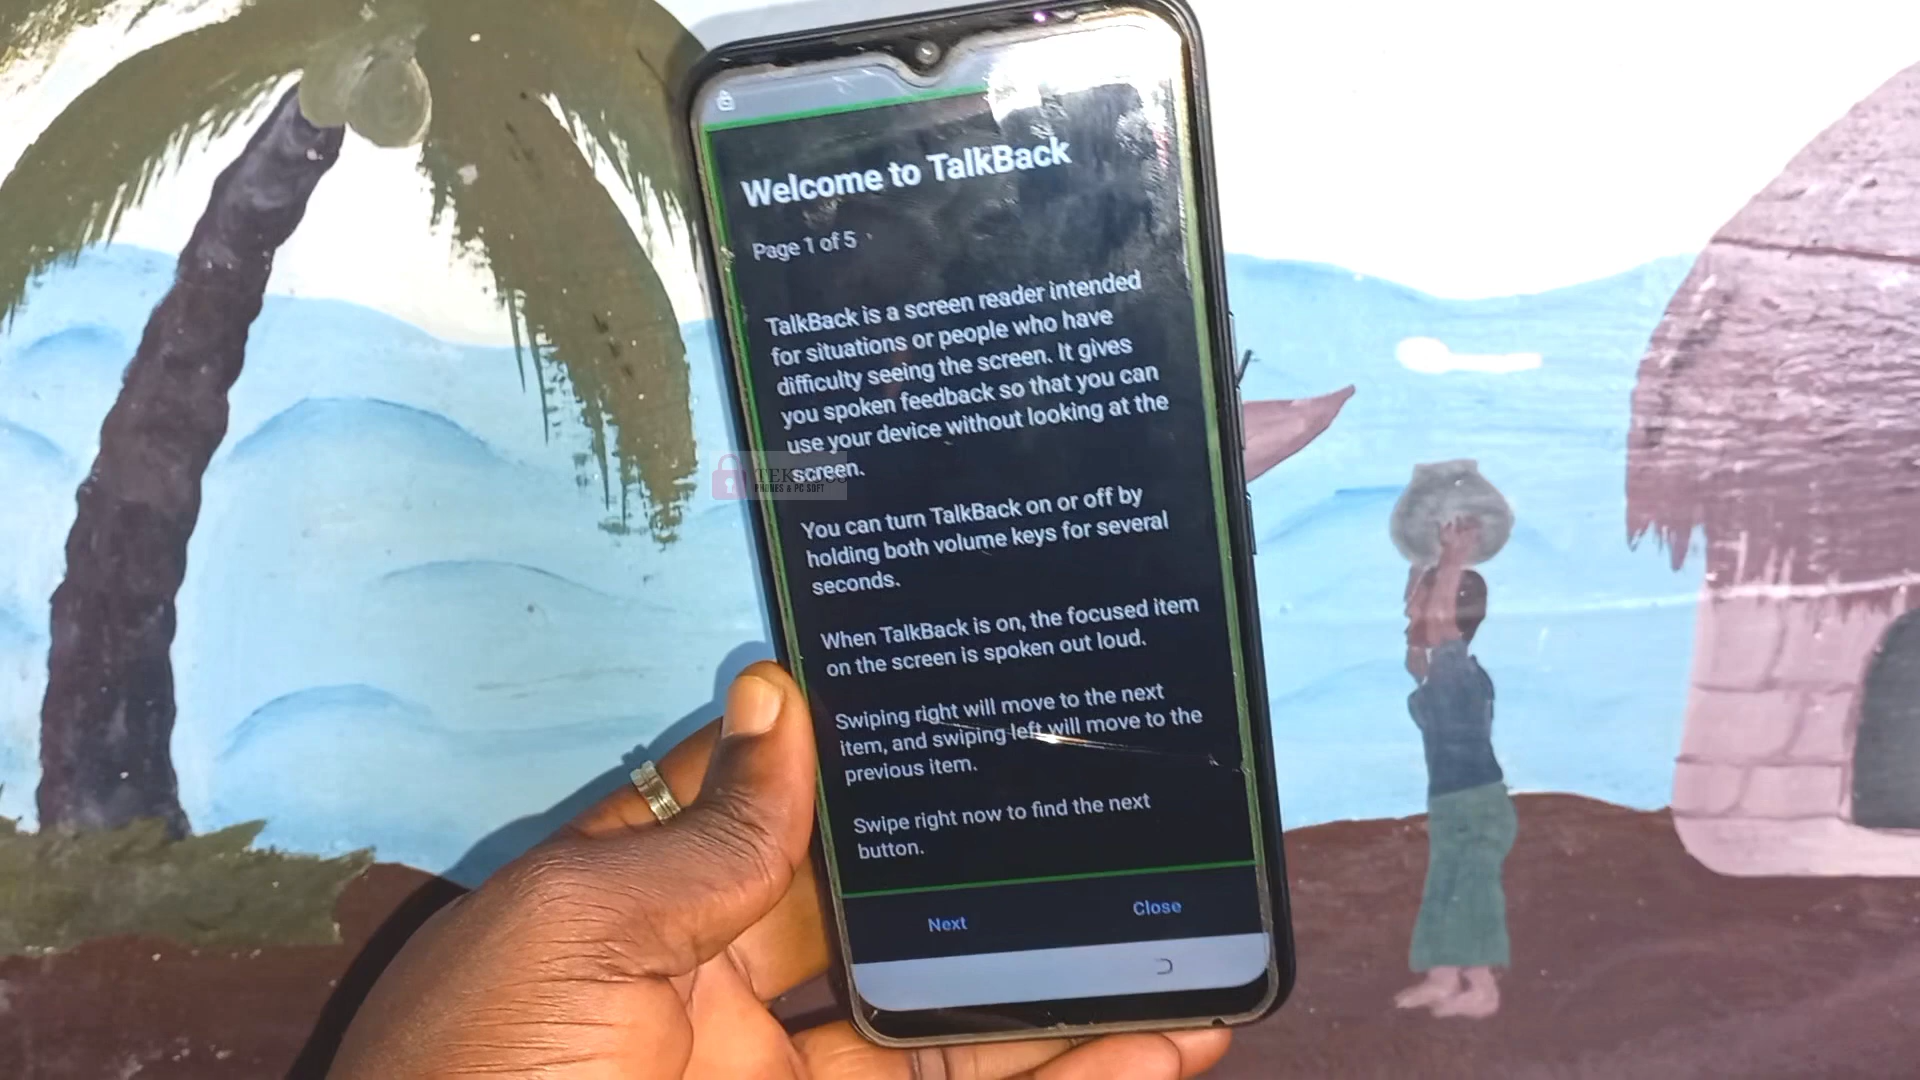 Welcome to TalkBack
Page 1 of 5
TalkBack is a screen reader intended
for situations or people who have
difficulty seeing the screen. It gives
you spoken feedback so that you can
use your device without looking at the
screen.
PHONES & PC SOFT
You can turn TalkBack on or off by
holding both volume keys for several
seconds.
When TalkBack is on, the focused item
on the screen is spoken out loud.
Swiping right will move to the next
item, and swiping left will move to the
previous item.
Swipe right now to find the next
button.
Next
Close